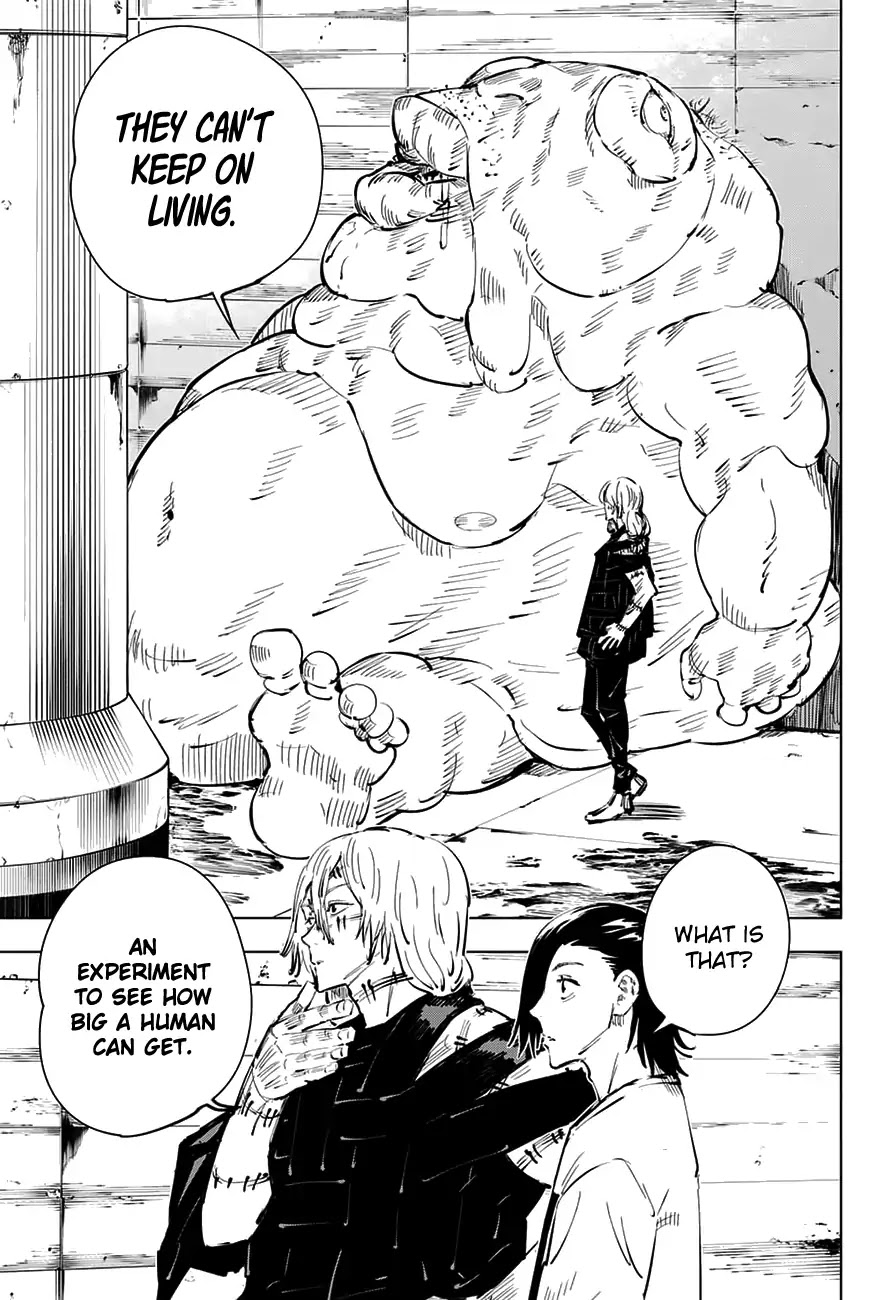 THEY CAN'T
KEEP ON
LIVING.
WHAT IS
THAT?
AN
EXPERIMENT
TO SEE HOW
BIG A HUMAN
CAN GET.